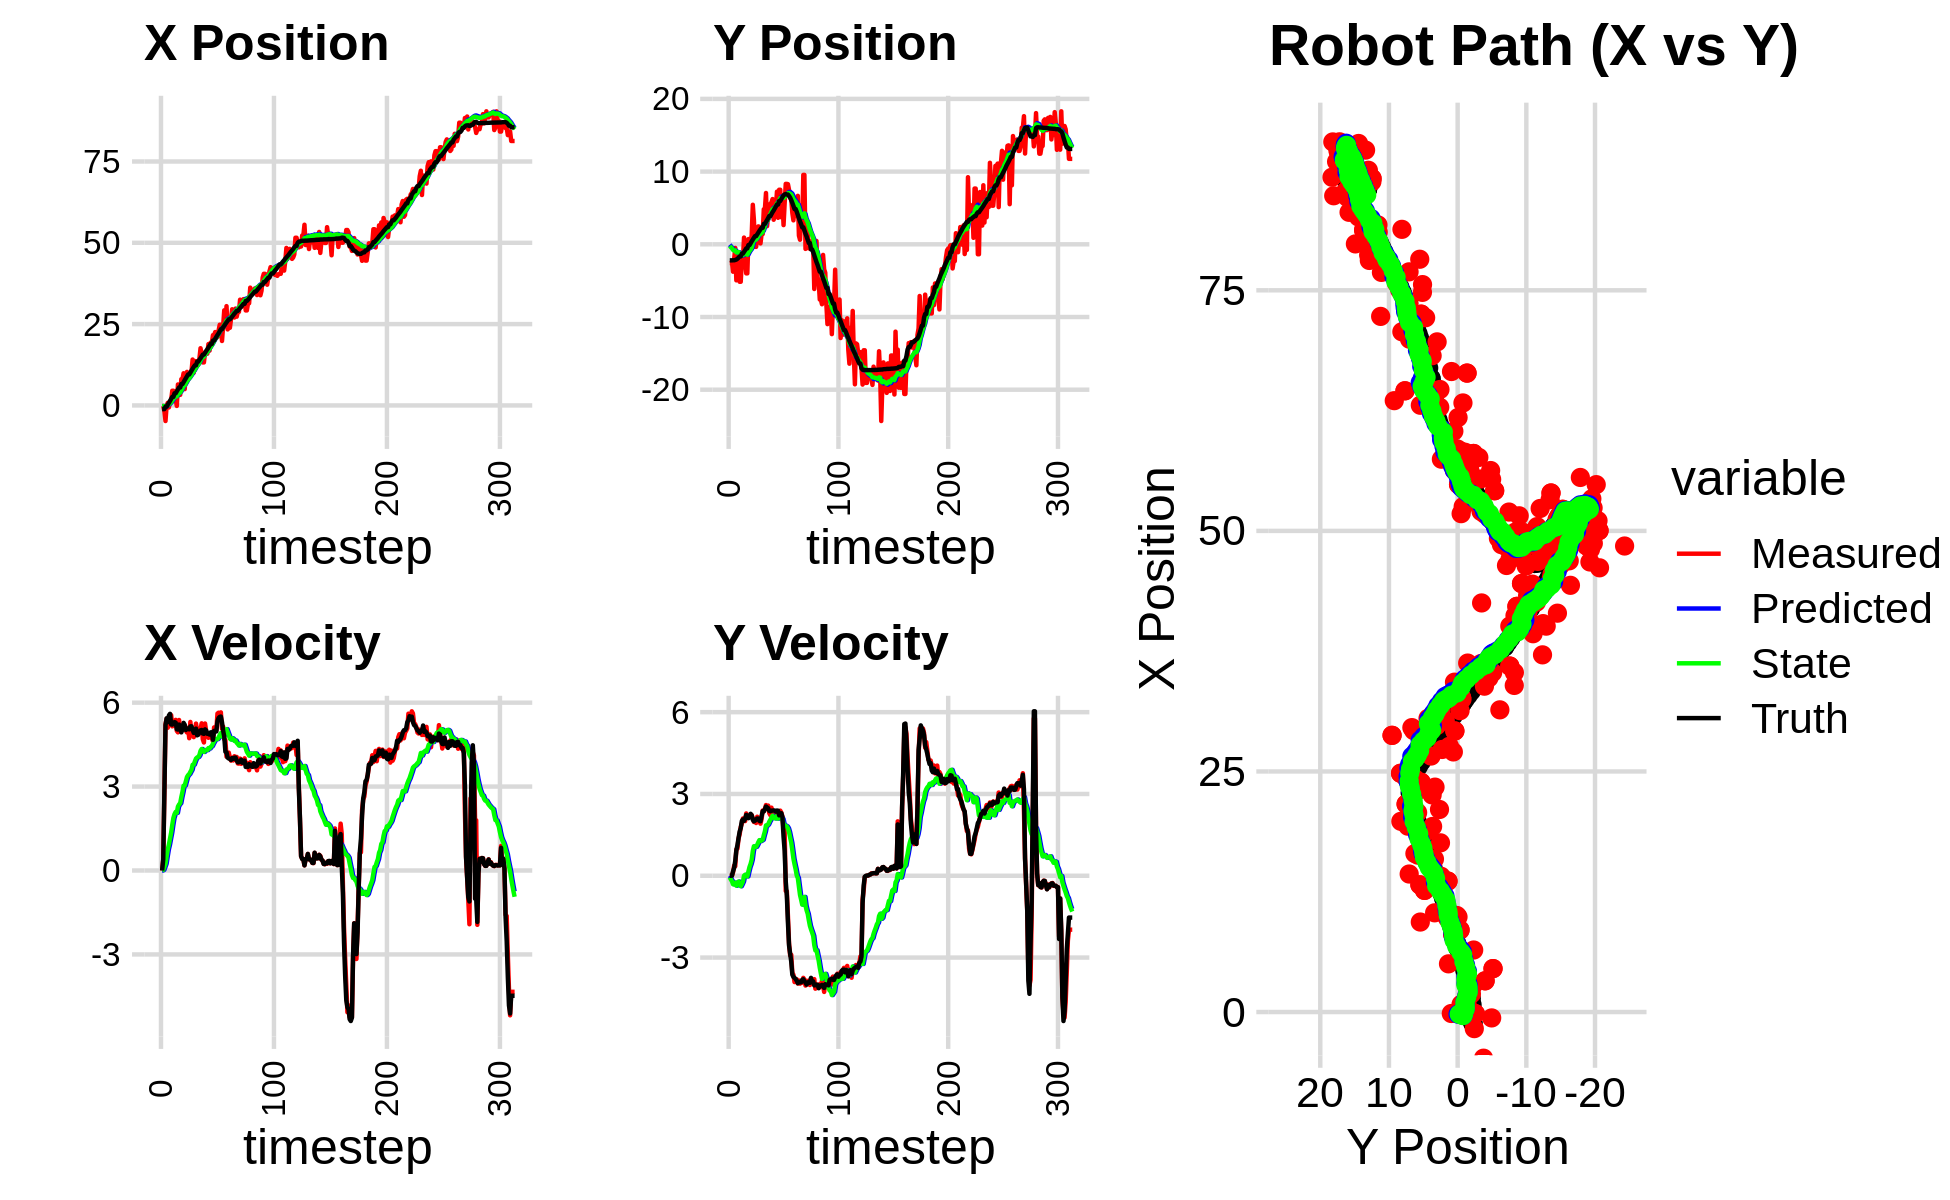 X Position
75
50
25
0
0
100
200
300
timestep
Y Position
20
10
0
-10
-20
0
100
200
300
timestep
X Velocity
6
3
0
-3
0
100
200
300
timestep
Y Velocity
6
3
0
-3
0
100
200
300
timestep
Robot Path (X vs Y)
X Position
75
50
25
0
20 10 0 -10 -20
Y Position
variable
Measured
Predicted
State
Truth